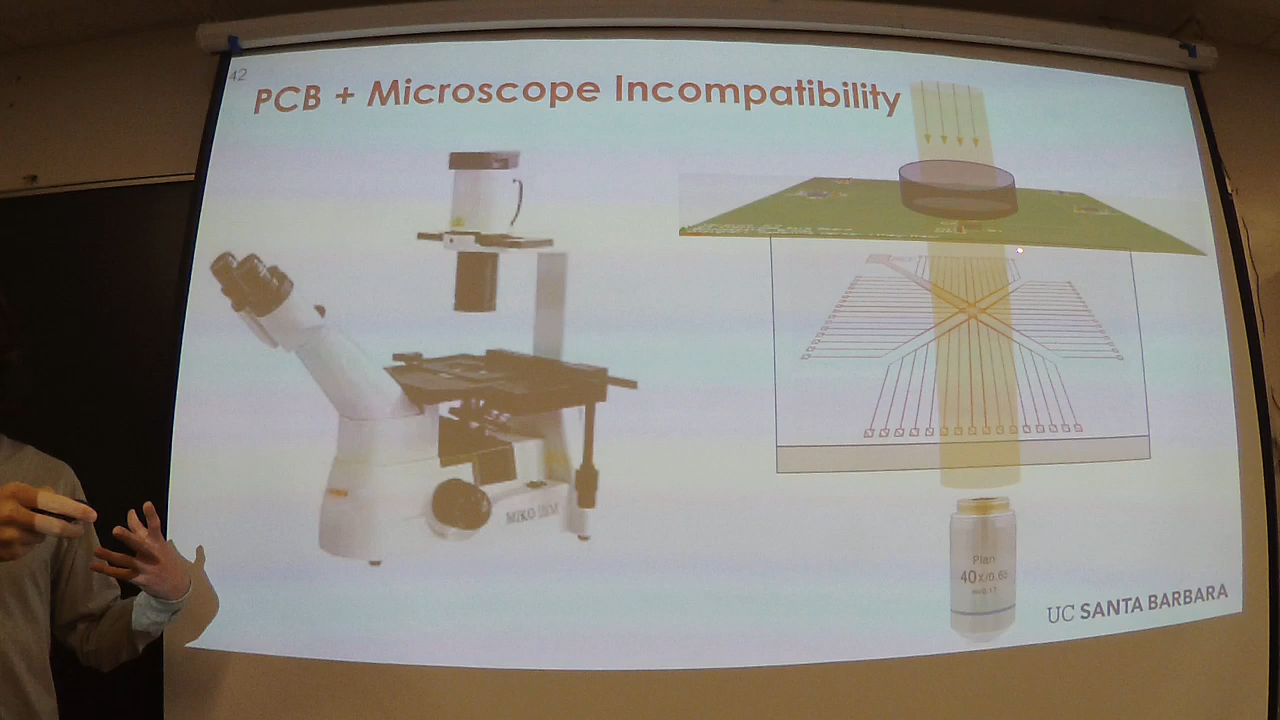 42
PCB + Microscope Incompatibility
Plan
40X/0.65
UC SANTA BARBARA